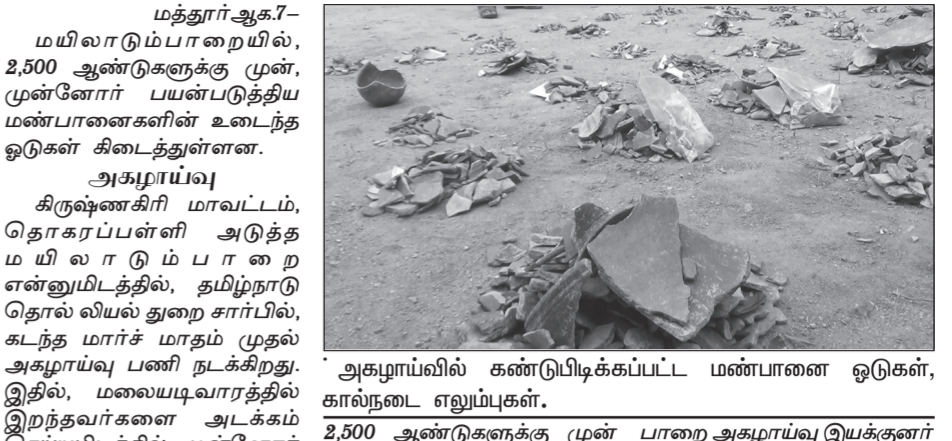 மத்தூர்ஆக.7–
மயிலாடும்பாறையில்,
2,500 ஆண்டுகளுக்கு முன்,
முன்னோர் பயன்படுத்திய
மண்பானைகளின் உடைந்த
ஓடுகள் கிடைத்துள்ளன.
அகழாய்வு
கிருஷ்ணகிரி மாவட்டம்,
தொகரப்பள்ளி அடுத்த
ம யி லா டு ம் பா றை
என்னுமிடத்தில், தமிழ்நாடு
தொல் லியல் துறை சார்பில்,
கடந்த மார்ச் மாதம் முதல்
அகழாய்வு பணி நடக்கிறது.
இதில், மலையடிவாரத்தில்
இறந்தவர்களை அடக்கம்
அகழாய்வில் கண்டுபிடிக்கப்பட்ட மண்பானை ஓடுகள்,
கால்நடை எலும்புகள்.
2,500 ஆண்டுகளுக்கு முன்
பாறை அகழாய்வு இயக்குனர்